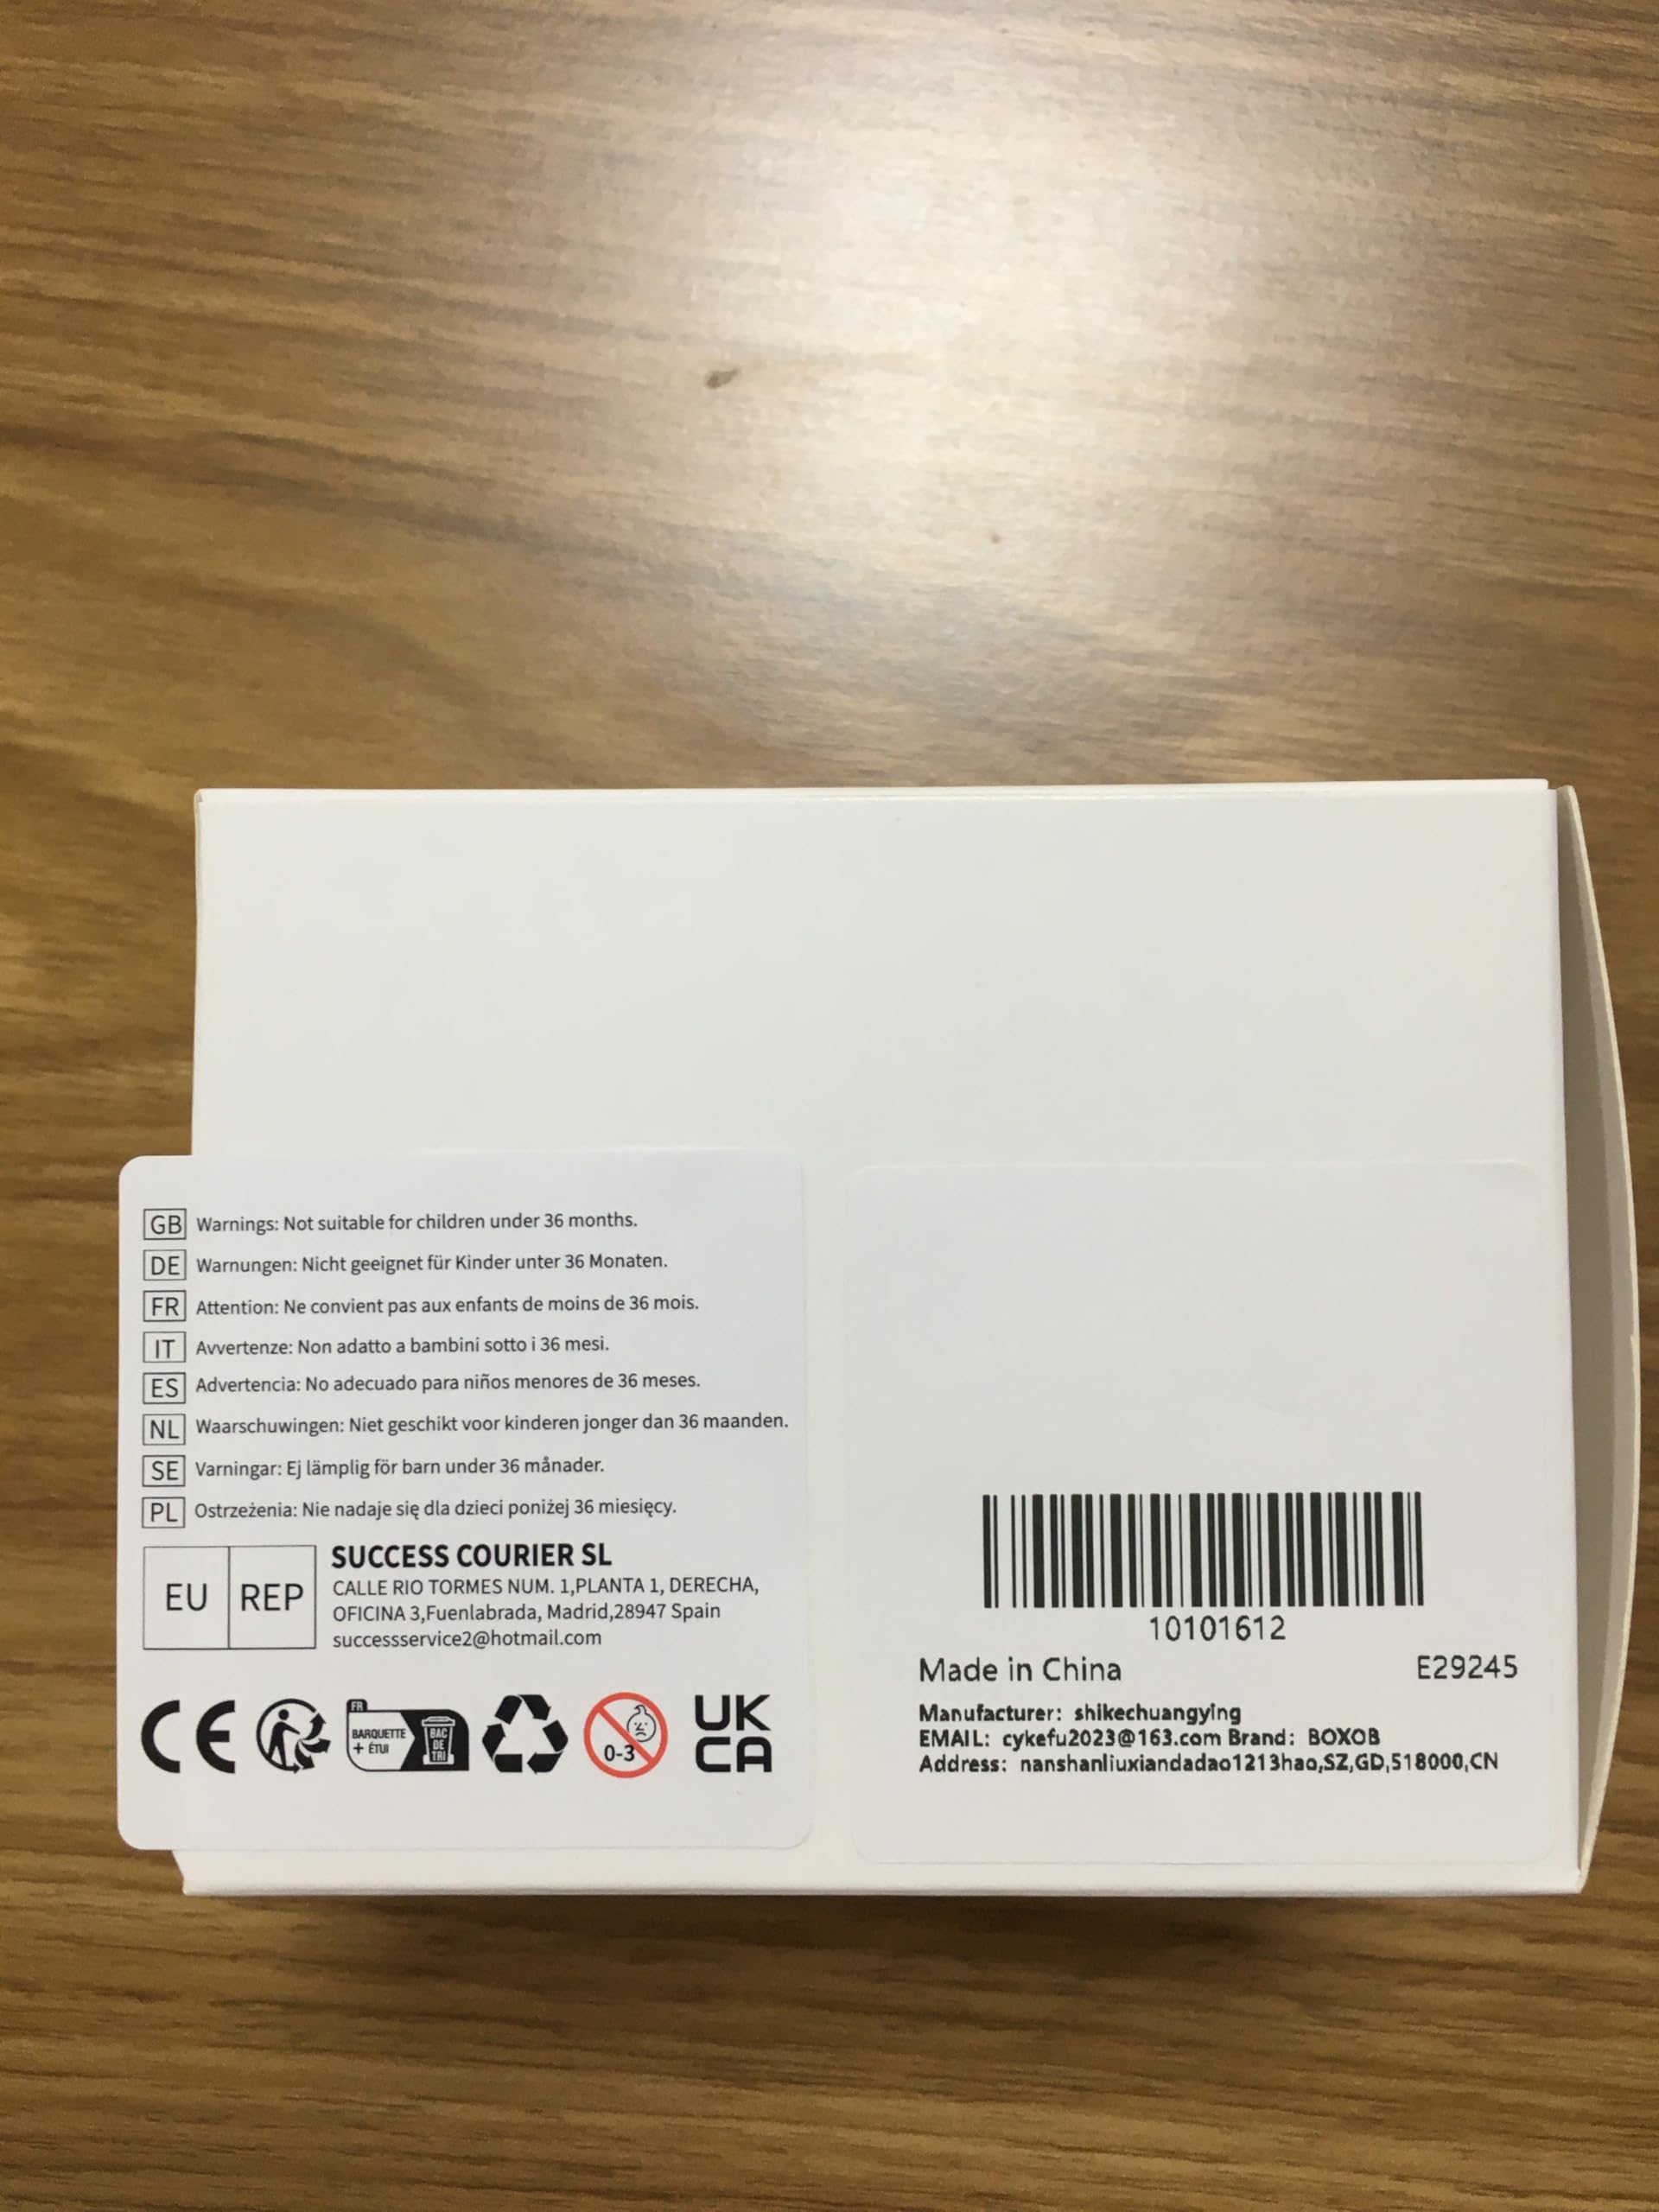 GB Warnings: Not suitable for children under 36 months.
DE Warnungen: Nicht geeignet für Kinder unter 36 Monaten.
FR Attention: Ne convient pas aux enfants de moins de 36 mois.
IT Avvertenze: Non adatto a bambini sotto i 36 mesi.
ES Advertencia: No adecuado para niños menores de 36 meses.
NL Waarschuwingen: Niet geschikt voor kinderen jonger dan 36 maanden.
SE Varningar: Ej lämplig för barn under 36 månader.
PL Ostrzeżenia: Nie nadaje się dla dzieci poniżej 36 miesięcy.
EU REP
SUCCESS COURIER SL
CALLE RIO TORMES NUM. 1,PLANTA 1, DERECHA,
OFICINA 3,Fuenlabrada, Madrid,28947 Spain
successservice2@hotmail.com
CE
FR
BARQUETTE
+ ÉTUI
BAC
DE
TRI
0-3
UK
CA
10101612
Made in China E29245
Manufacturer: shikechuangying
EMAIL: cykefu2023@163.com Brand: BOXOB
Address: nanshanliuxiandadao1213hao,SZ,GD,518000,CN